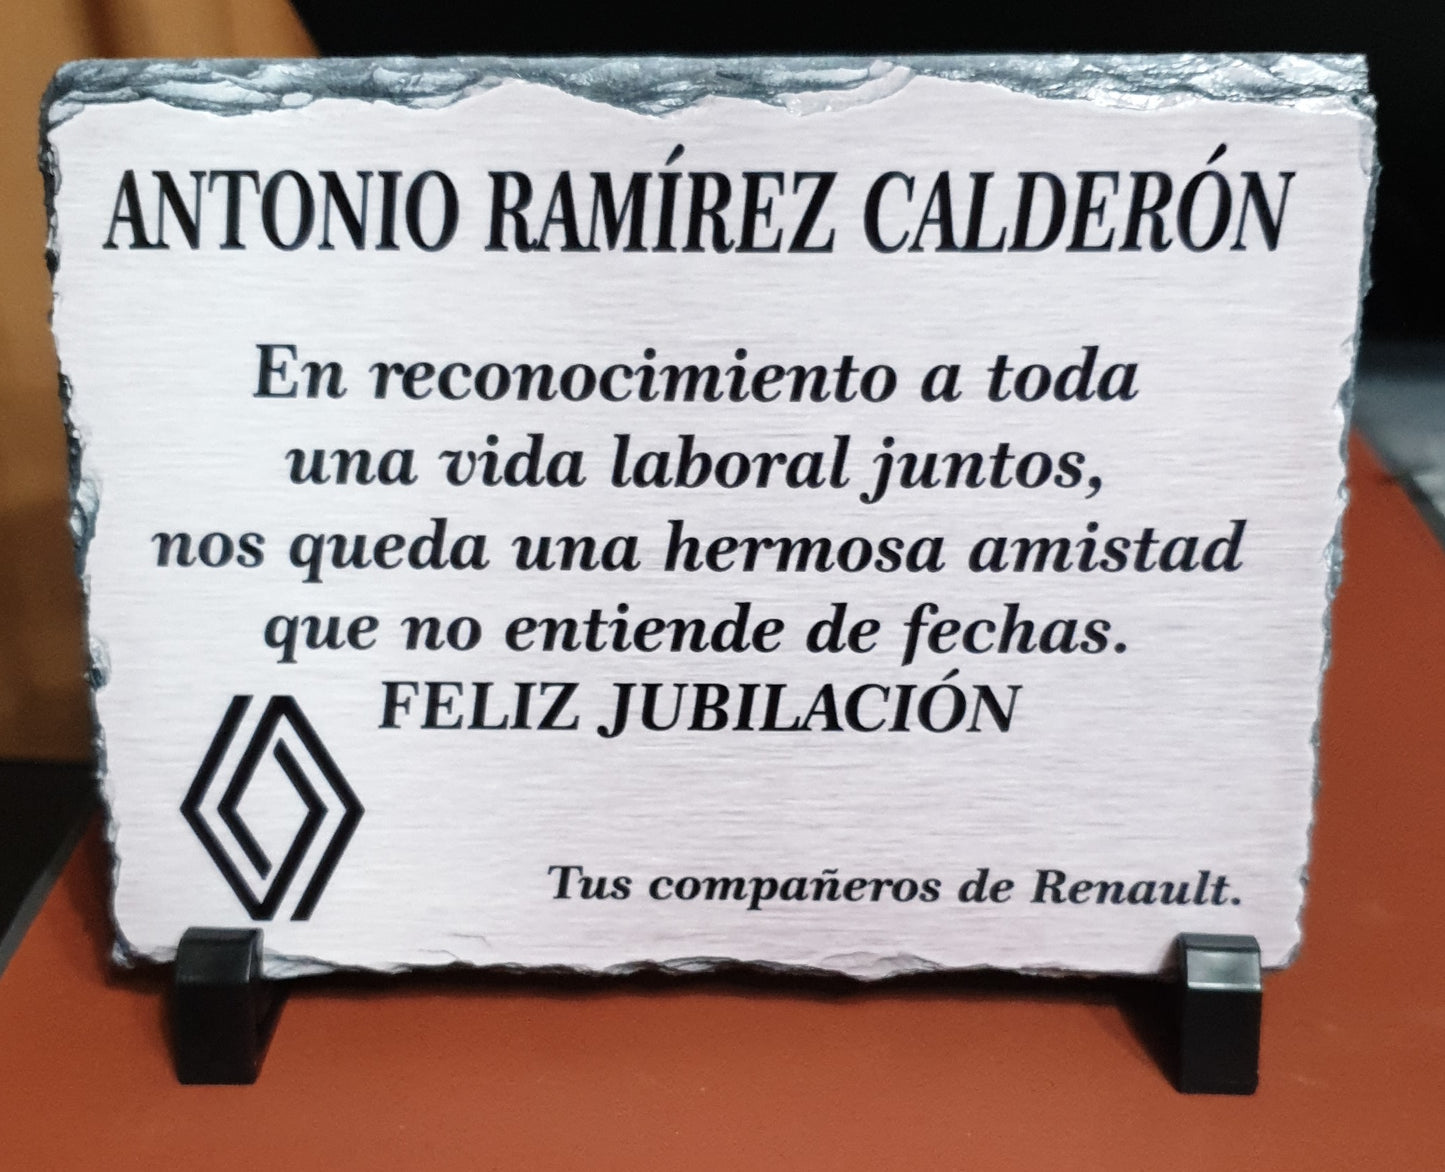 ANTONIO RAMÍREZ CALDERÓN
En reconocimiento a toda
una vida laboral juntos,
nos queda una hermosa amistad
que no entiende de fechas.
FELIZ JUBILACIÓN
Tus compañeros de Renault.